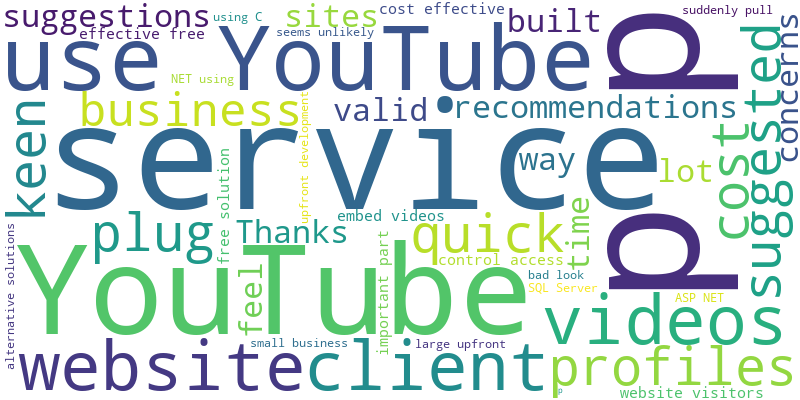 suggestions
using C
sites
cost effective
suddenly pull
effective free
seems unlikely
built
use YouTube
p
concerns
NET using
business
valid
recommendations
suggested
keen
service
upfront development
way
cost
lot
free solution
embed videos
plug
Thanks
quick
time
p
control access
alternative solutions
YouTube
feel
important part
bad look
SQL Server
ASP NET
videos
website
small business
client
large upfront
profiles
website visitors